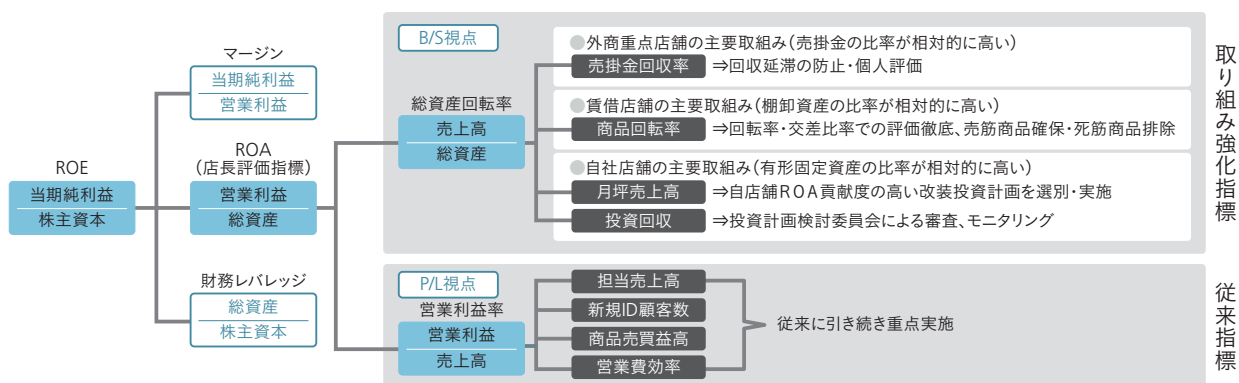 ROE
当期純利益
株主資本
マージン
当期純利益
営業利益
ROA
(店長評価指標)
営業利益
総資産
財務レバレッジ
総資産
株主資本
B/S視点
総資産回転率
売上高
総資産
●外商重点店舗の主要取組み(売掛金の比率が相対的に高い)
売掛金回収率 ⇒回収延滞の防止・個人評価
●賃借店舗の主要取組み(棚卸資産の比率が相対的に高い)
商品回転率 ⇒回転率・交差比率での評価徹底、売筋商品確保・死筋商品排除
●自社店舗の主要取組み(有形固定資産の比率が相対的に高い)
月坪売上高 ⇒自店舗ROA貢献度の高い改装投資計画を選別・実施
投資回収 ⇒投資計画検討委員会による審査、モニタリング
取り組み強化指標
P/L視点
営業利益率
営業利益
売上高
担当売上高
新規ID顧客数
商品売買益高
営業費効率
従来に引き続き重点実施
従来指標